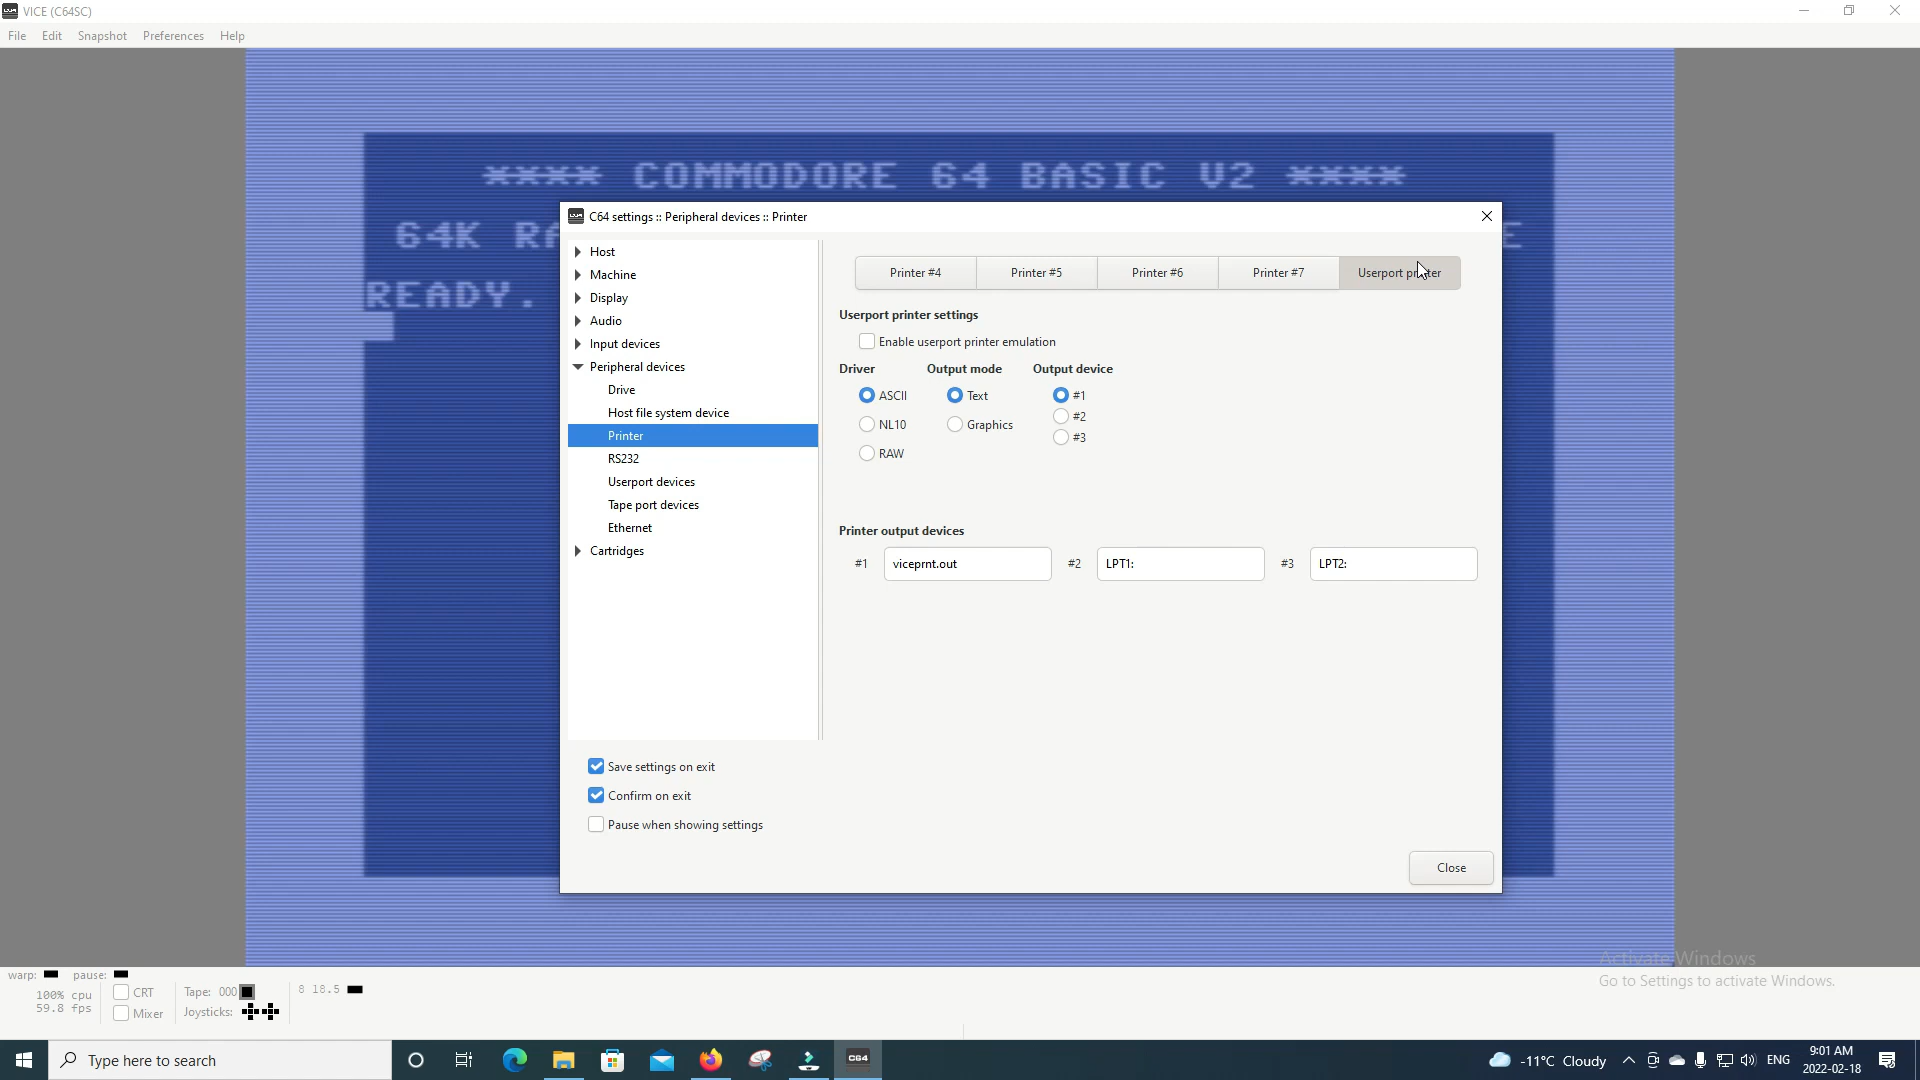 VICE (C64SC)
File Edit Snapshot Preferences Help
**** COMMODORE 64 BASIC V2 ****
64K RA
E
READY.
C64 settings :: Peripheral devices :: Printer
Host
Machine
Display
Audio
Input devices
Peripheral devices
Drive
Host file system device
Printer
RS232
Userport devices
Tape port devices
Ethernet
Cartridges
Printer #4 Printer #5 Printer #6 Printer #7 Userport printer
Userport printer settings
Enable userport printer emulation
Driver Output mode Output device
ASCII Text #1
#2
NL10 Graphics
#3
RAW
Printer output devices
#1 viceprnt.out #2 LPT1: #3 LPT2:
Save settings on exit
Confirm on exit
Pause when showing settings
Close
Activate Windows
Go to Settings to activate Windows.
warp: pause:
100% cpu
59.8 fps
CRT
Mixer
Tape: 000
Joysticks:
8 18.5
Type here to search
C64
-11°C Cloudy
ENG
9:01 AM
2022-02-18